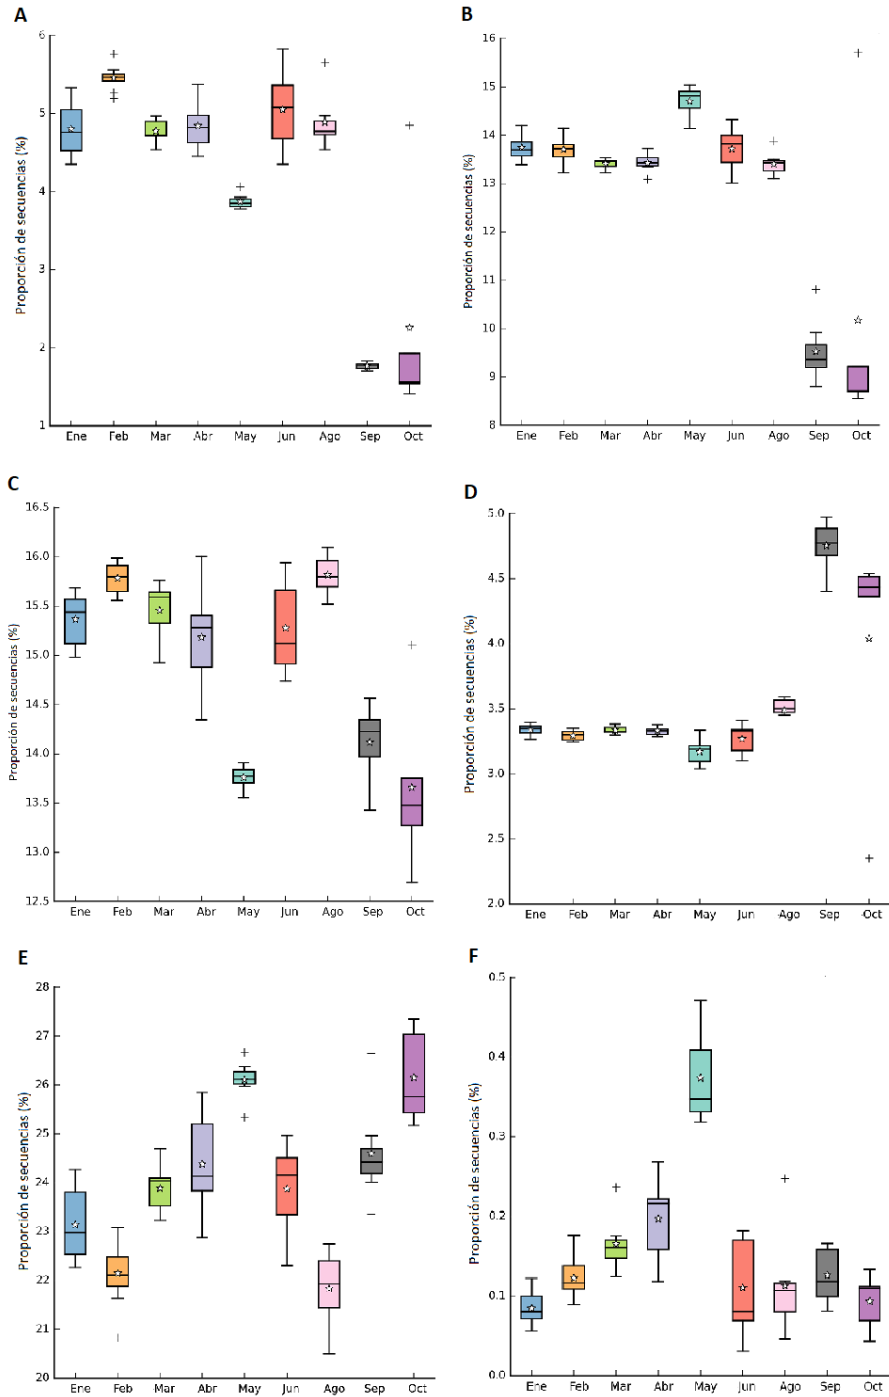 A
Proporción de secuencias (%)
6
5
4
3
2
1
Ene Feb Mar Abr May Jun Ago Sep Oct
B
Proporción de secuencias (%)
16
15
14
13
12
11
10
9
8
Ene Feb Mar Abr May Jun Ago Sep Oct
C
Proporción de secuencias (%)
16.5
16.0
15.5
15.0
14.5
14.0
13.5
13.0
12.5
Ene Feb Mar Abr May Jun Ago Sep Oct
D
Proporción de secuencias (%)
5.0
4.5
4.0
3.5
3.0
2.5
2.0
Ene Feb Mar Abr May Jun Ago Sep Oct
E
Proporción de secuencias (%)
28
27
26
25
24
23
22
21
20
Ene Feb Mar Abr May Jun Ago Sep Oct
F
Proporción de secuencias (%)
0.5
0.4
0.3
0.2
0.1
0.0
Ene Feb Mar Abr May Jun Ago Sep Oct